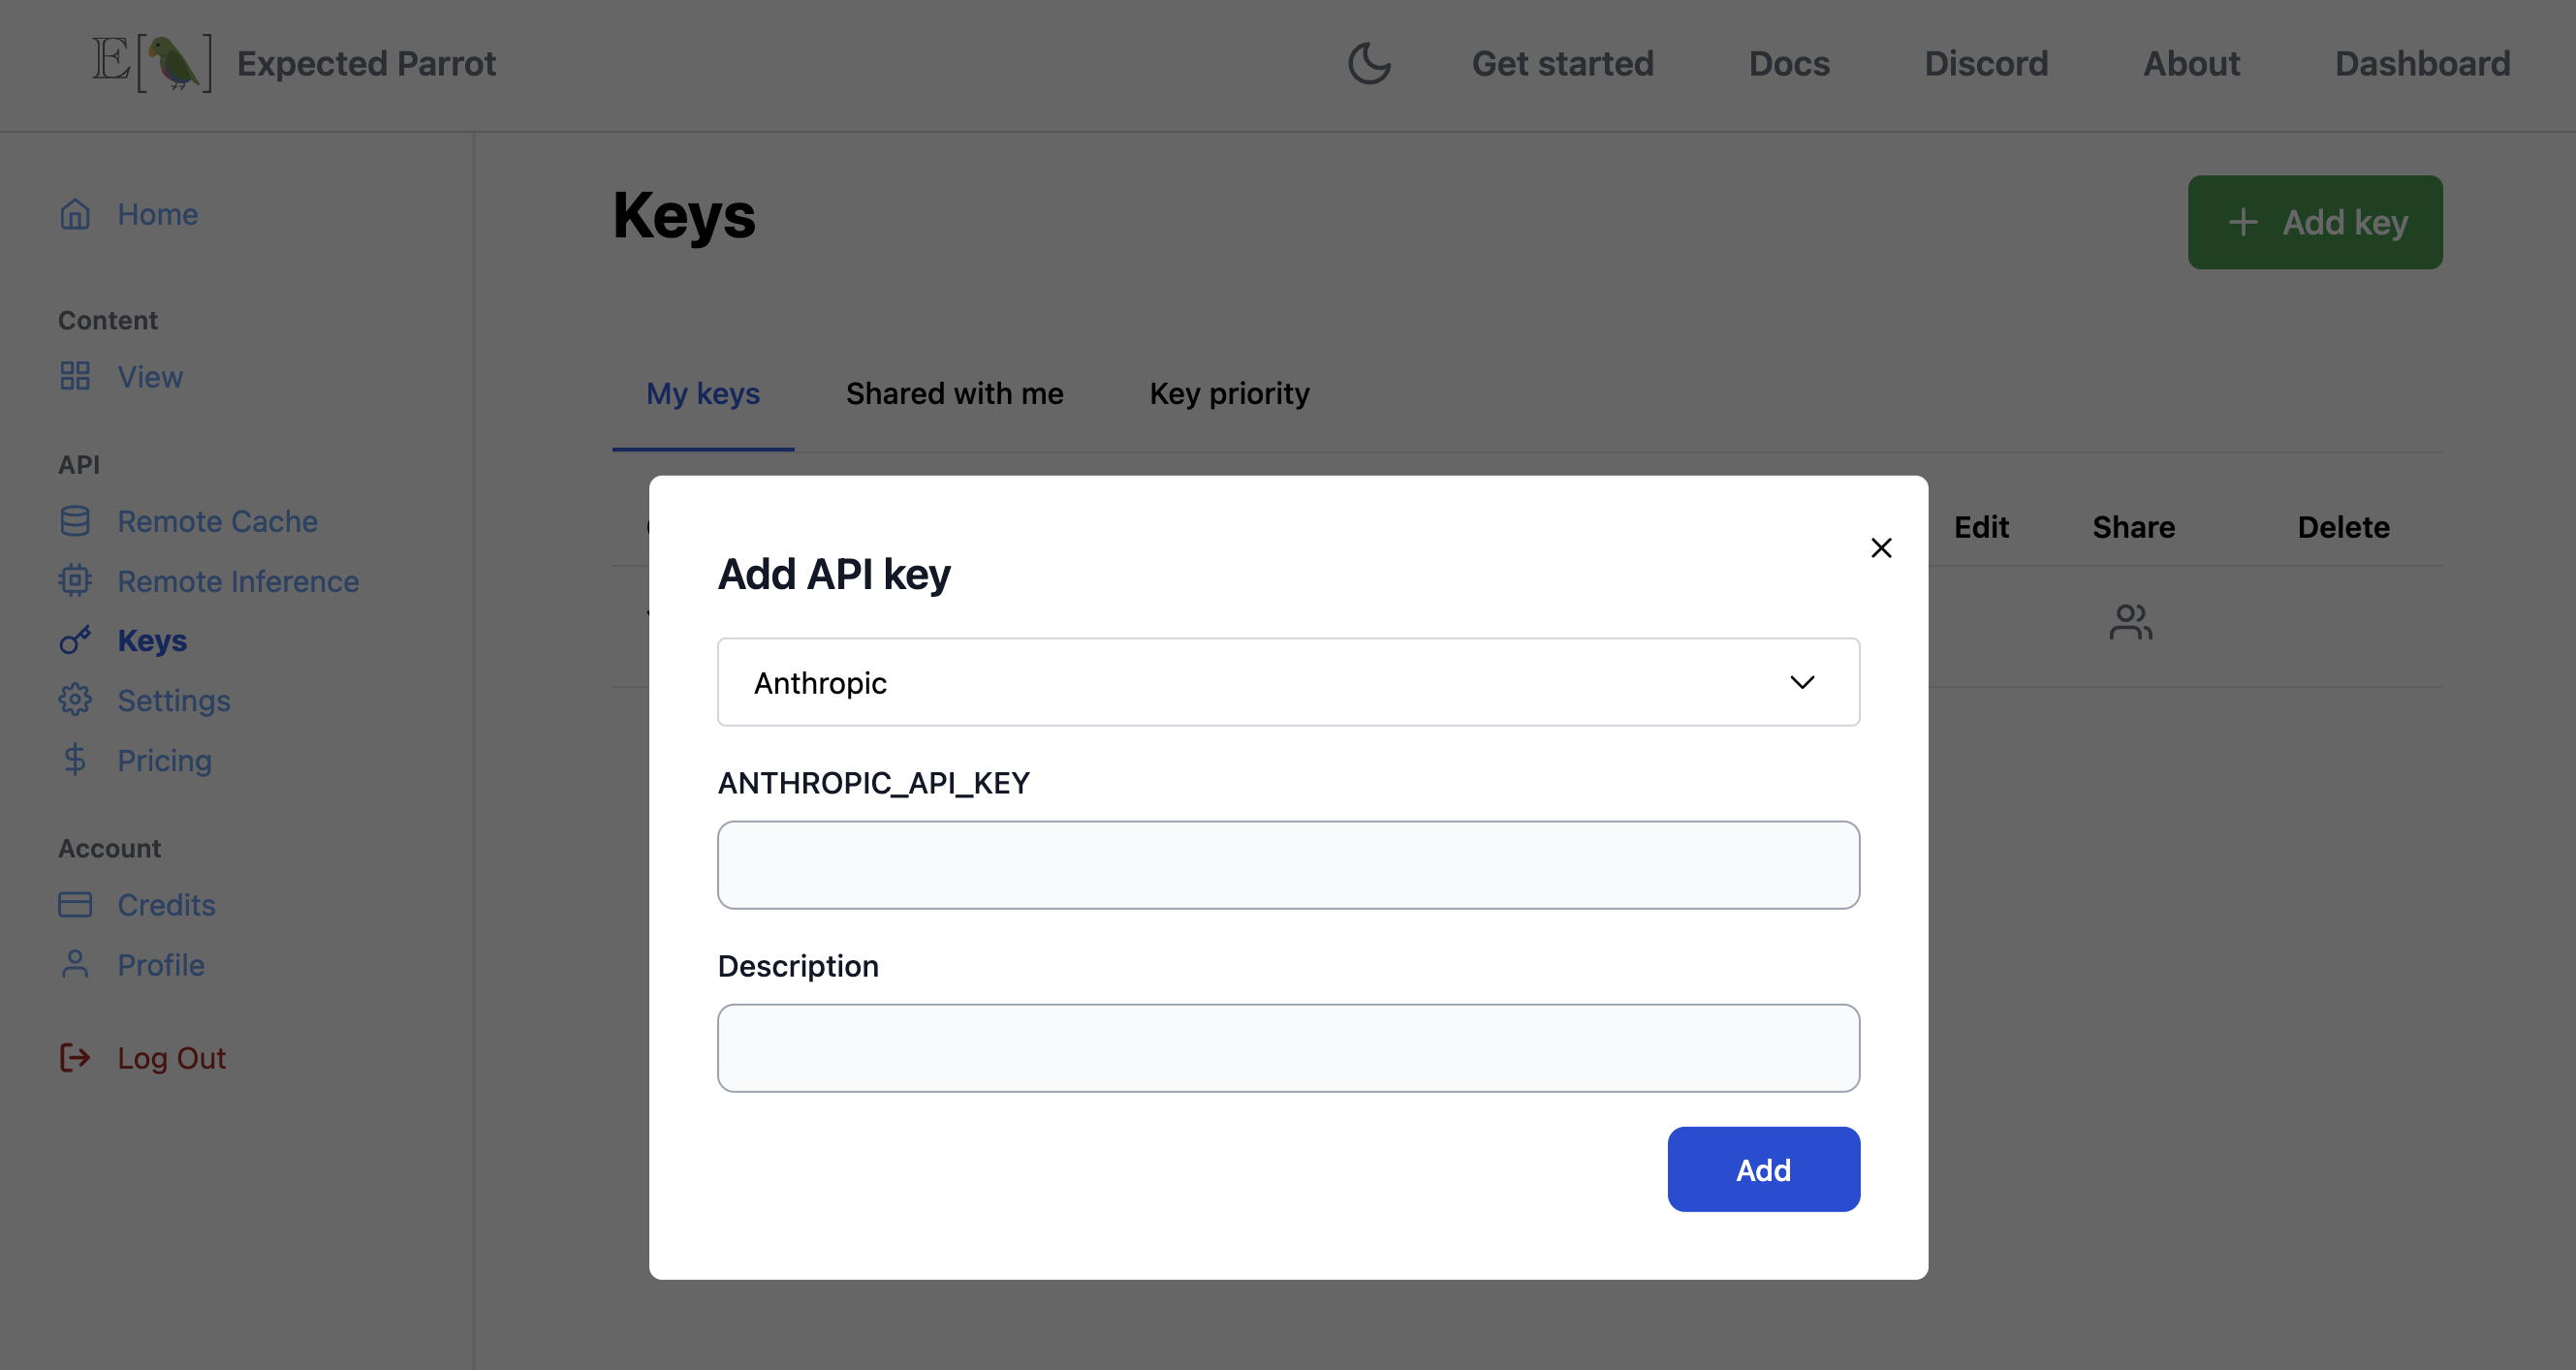 E[ ] Expected Parrot
Get started Docs Discord About Dashboard
Home
Content
View
API
Remote Cache
Remote Inference
Keys
Settings
Pricing
Account
Credits
Profile
Log Out
Keys
+ Add key
My keys Shared with me Key priority
Edit Share Delete
Add API key
Anthropic
ANTHROPIC_API_KEY
Description
Add